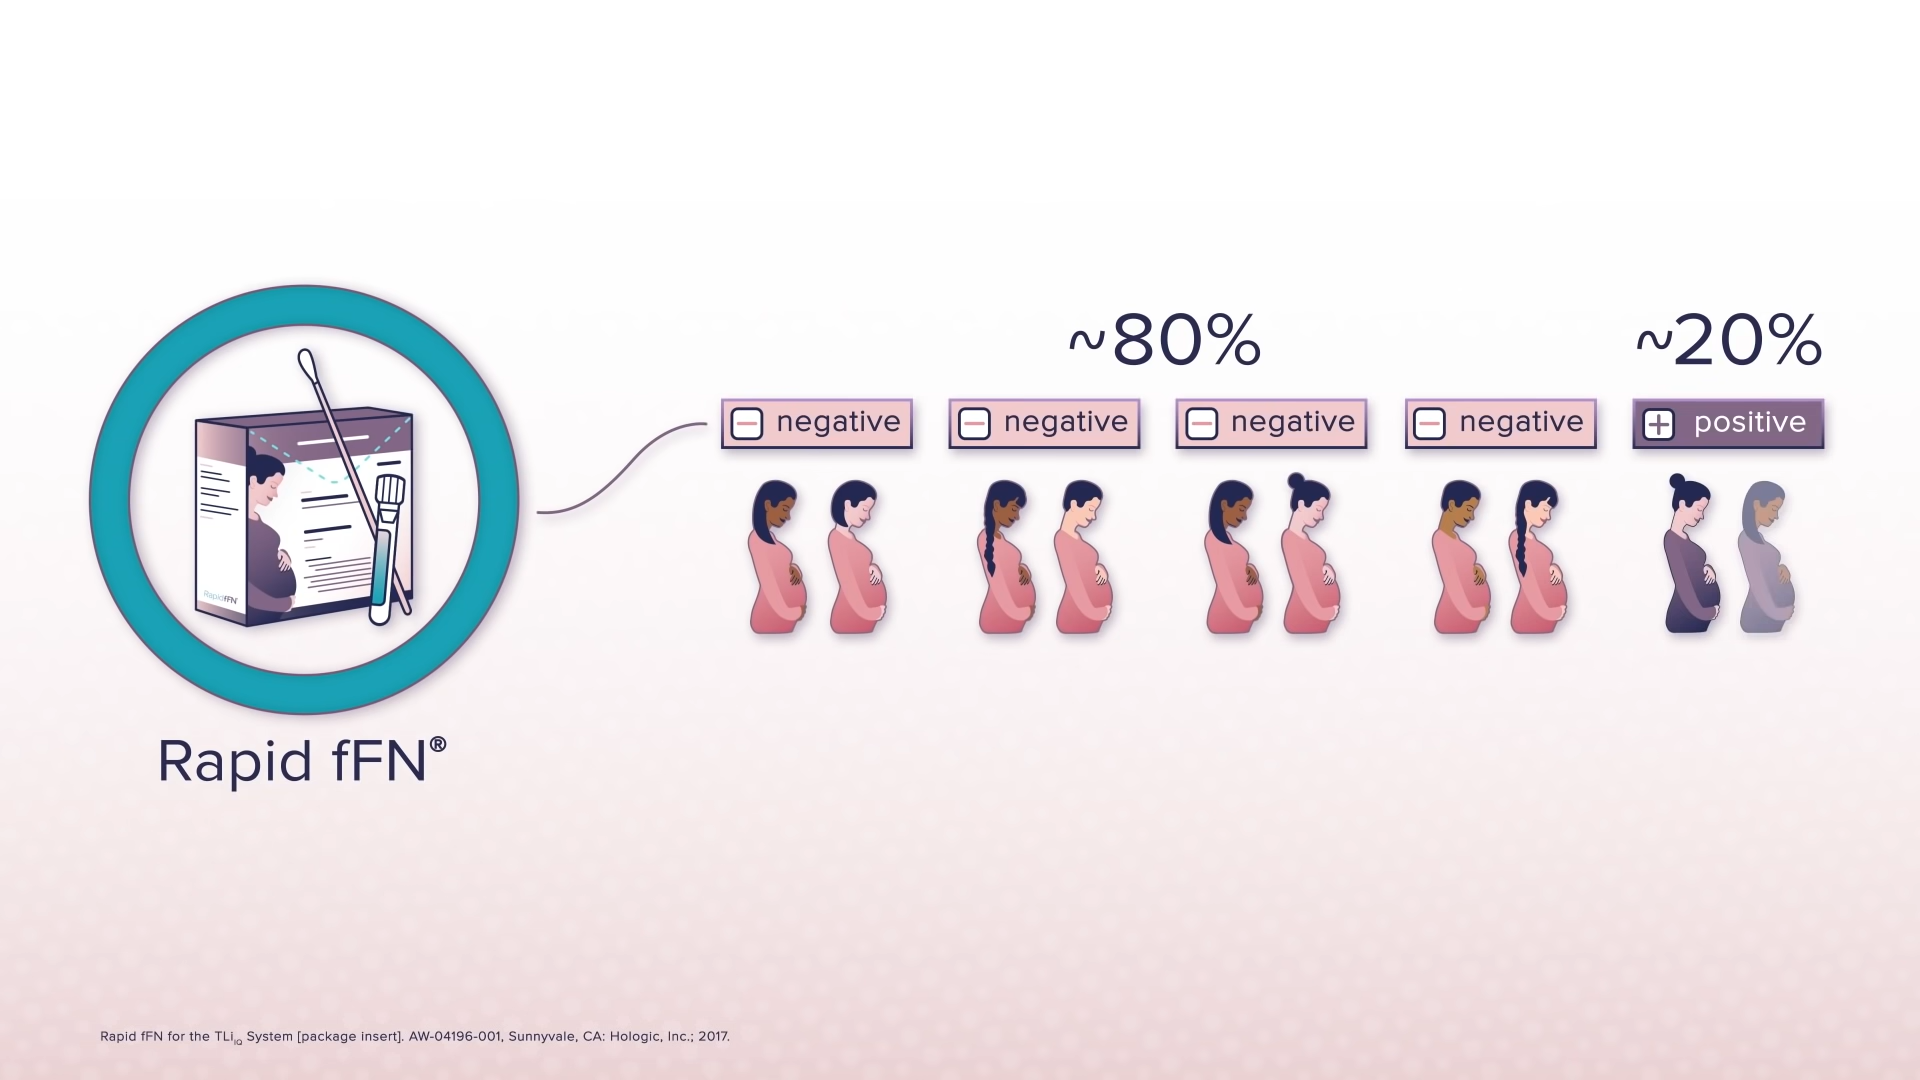 ~80%
~20%
negative
negative
negative
negative
positive
RapidfFN®
Rapid fFN®
Rapid fFN for the TLiIQ System [package insert]. AW-04196-001, Sunnyvale, CA: Hologic, Inc.; 2017.